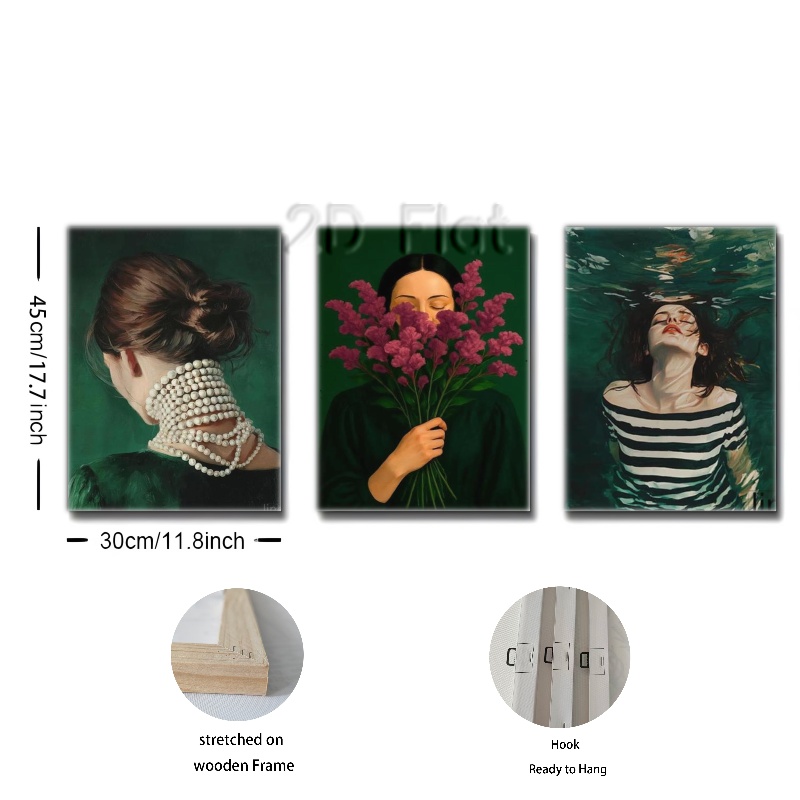 2D Flat
45cm/17.7inch
30cm/11.8inch
stretched on
wooden Frame
Hook
Ready to Hang